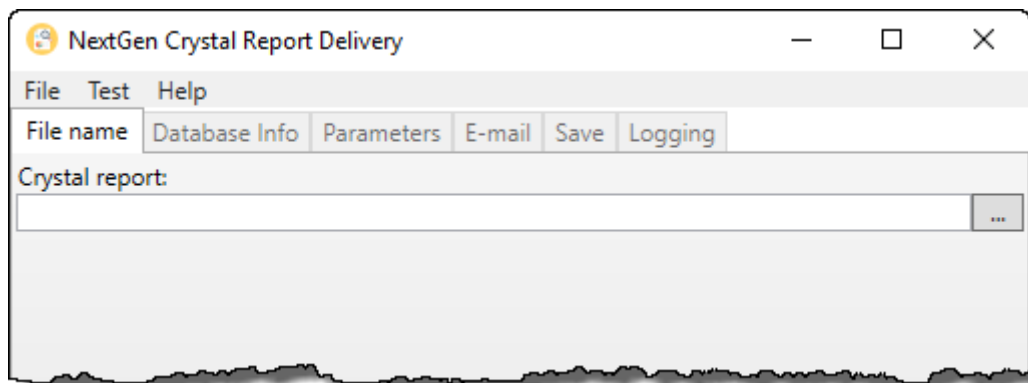 NextGen Crystal Report Delivery
File Test Help
File name Database Info Parameters E-mail Save Logging
Crystal report:
...